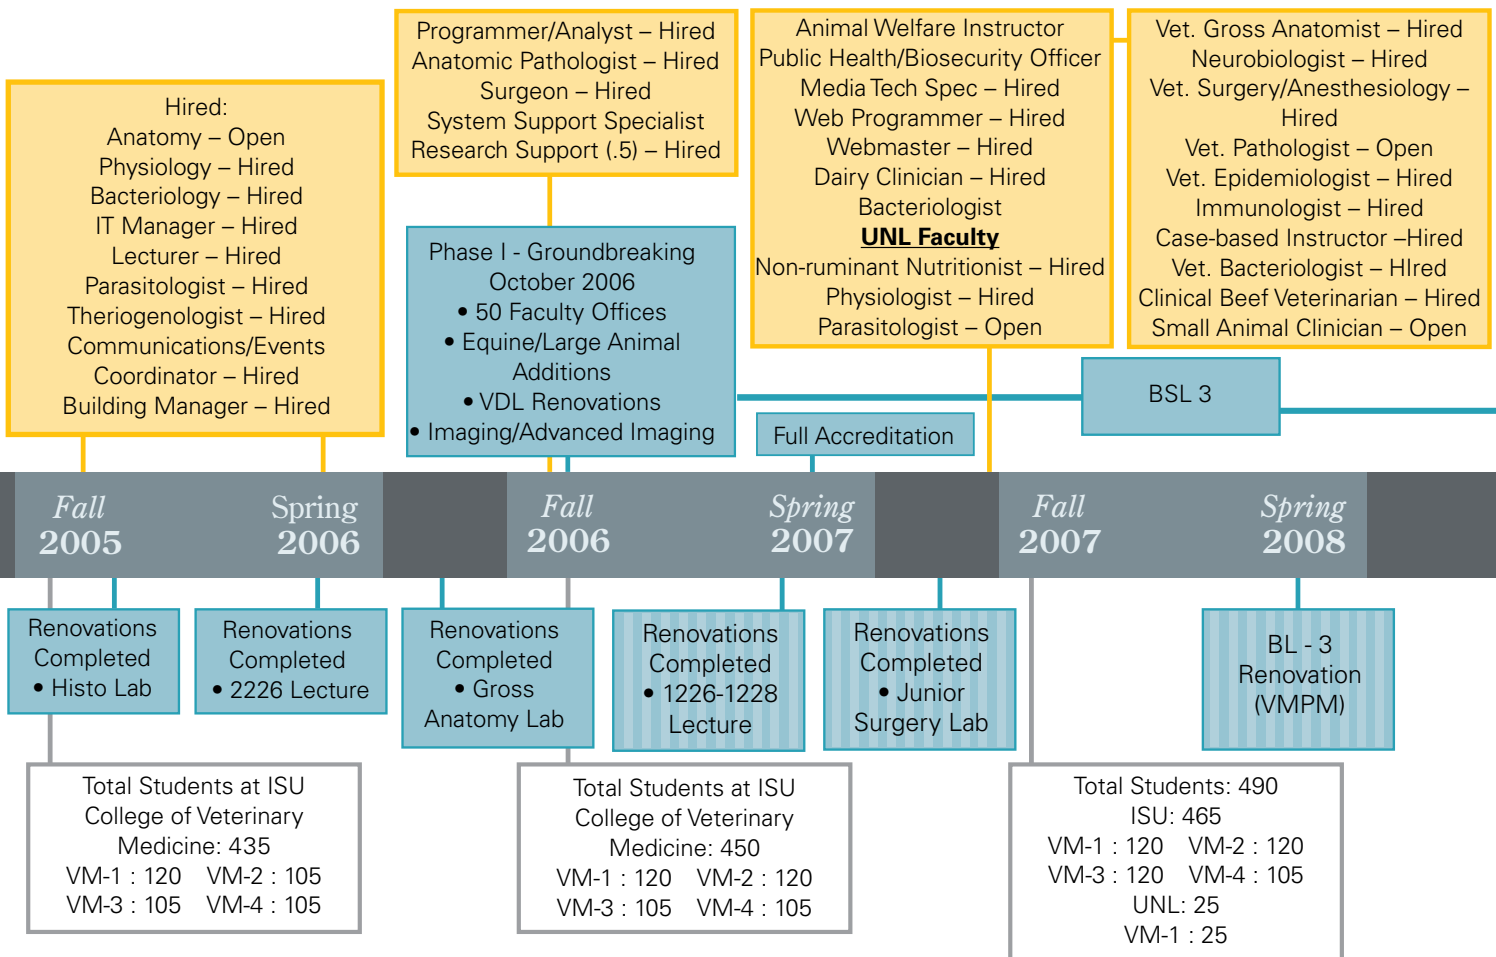 Hired:
Anatomy – Open
Physiology – Hired
Bacteriology – Hired
IT Manager – Hired
Lecturer – Hired
Parasitologist – Hired
Theriogenologist – Hired
Communications/Events
Coordinator – Hired
Building Manager – Hired
Programmer/Analyst – Hired
Anatomic Pathologist – Hired
Surgeon – Hired
System Support Specialist
Research Support (.5) – Hired
Animal Welfare Instructor
Public Health/Biosecurity Officer
Media Tech Spec – Hired
Web Programmer – Hired
Webmaster – Hired
Dairy Clinician – Hired
Bacteriologist
UNL Faculty
Non-ruminant Nutritionist – Hired
Physiologist – Hired
Parasitologist – Open
Vet. Gross Anatomist – Hired
Neurobiologist – Hired
Vet. Surgery/Anesthesiology –
Hired
Vet. Pathologist – Open
Vet. Epidemiologist – Hired
Immunologist – Hired
Case-based Instructor –Hired
Vet. Bacteriologist – HIred
Clinical Beef Veterinarian – Hired
Small Animal Clinician – Open
Phase I - Groundbreaking
October 2006
• 50 Faculty Offices
• Equine/Large Animal
Additions
• VDL Renovations
• Imaging/Advanced Imaging
Full Accreditation
BSL 3
Fall
2005
Spring
2006
Fall
2006
Spring
2007
Fall
2007
Spring
2008
Renovations
Completed
• Histo Lab
Renovations
Completed
• 2226 Lecture
Renovations
Completed
• Gross
Anatomy Lab
Renovations
Completed
• 1226-1228
Lecture
Renovations
Completed
• Junior
Surgery Lab
BL - 3
Renovation
(VMPM)
Total Students at ISU
College of Veterinary
Medicine: 435
VM-1 : 120 VM-2 : 105
VM-3 : 105 VM-4 : 105
Total Students at ISU
College of Veterinary
Medicine: 450
VM-1 : 120 VM-2 : 120
VM-3 : 105 VM-4 : 105
Total Students: 490
ISU: 465
VM-1 : 120 VM-2 : 120
VM-3 : 120 VM-4 : 105
UNL: 25
VM-1 : 25